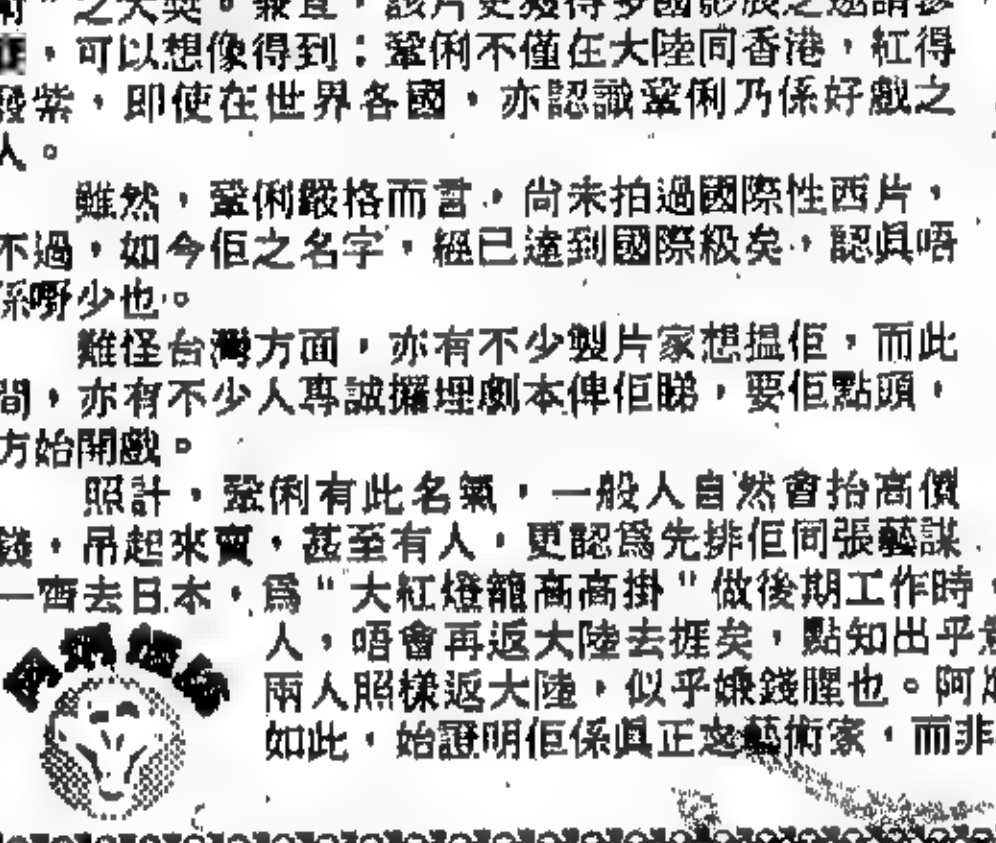 之大獎。兼且，該片更獲得多國影展之邀請參
，可以想像得到：鞏俐不僅在大陸同香港，紅得
發紫，即使在世界各國，亦認識鞏俐乃係好戲之
人。
雖然，鞏俐嚴格而言，尚未拍過國際性西片，
不過，如今佢之名字，經已達到國際級矣，認眞唔
係嘢少也。
難怪台灣方面，亦有不少製片家想揾佢，而此
間，亦有不少人專誠攞埋劇本俾佢睇，要佢點頭，
方始開戲。
照計，鞏俐有此名氣，一般人自然會抬高價
錢，吊起來賣，甚至有人，更認爲先排佢同張藝謀
一齊去日本，爲"大紅燈籠高高掛"做後期工作時，
人，唔會再返大陸去捱矣，點知出乎
兩人照樣返大陸，似乎嫌錢腥也。阿
如此，始證明佢係眞正之藝術家，而非